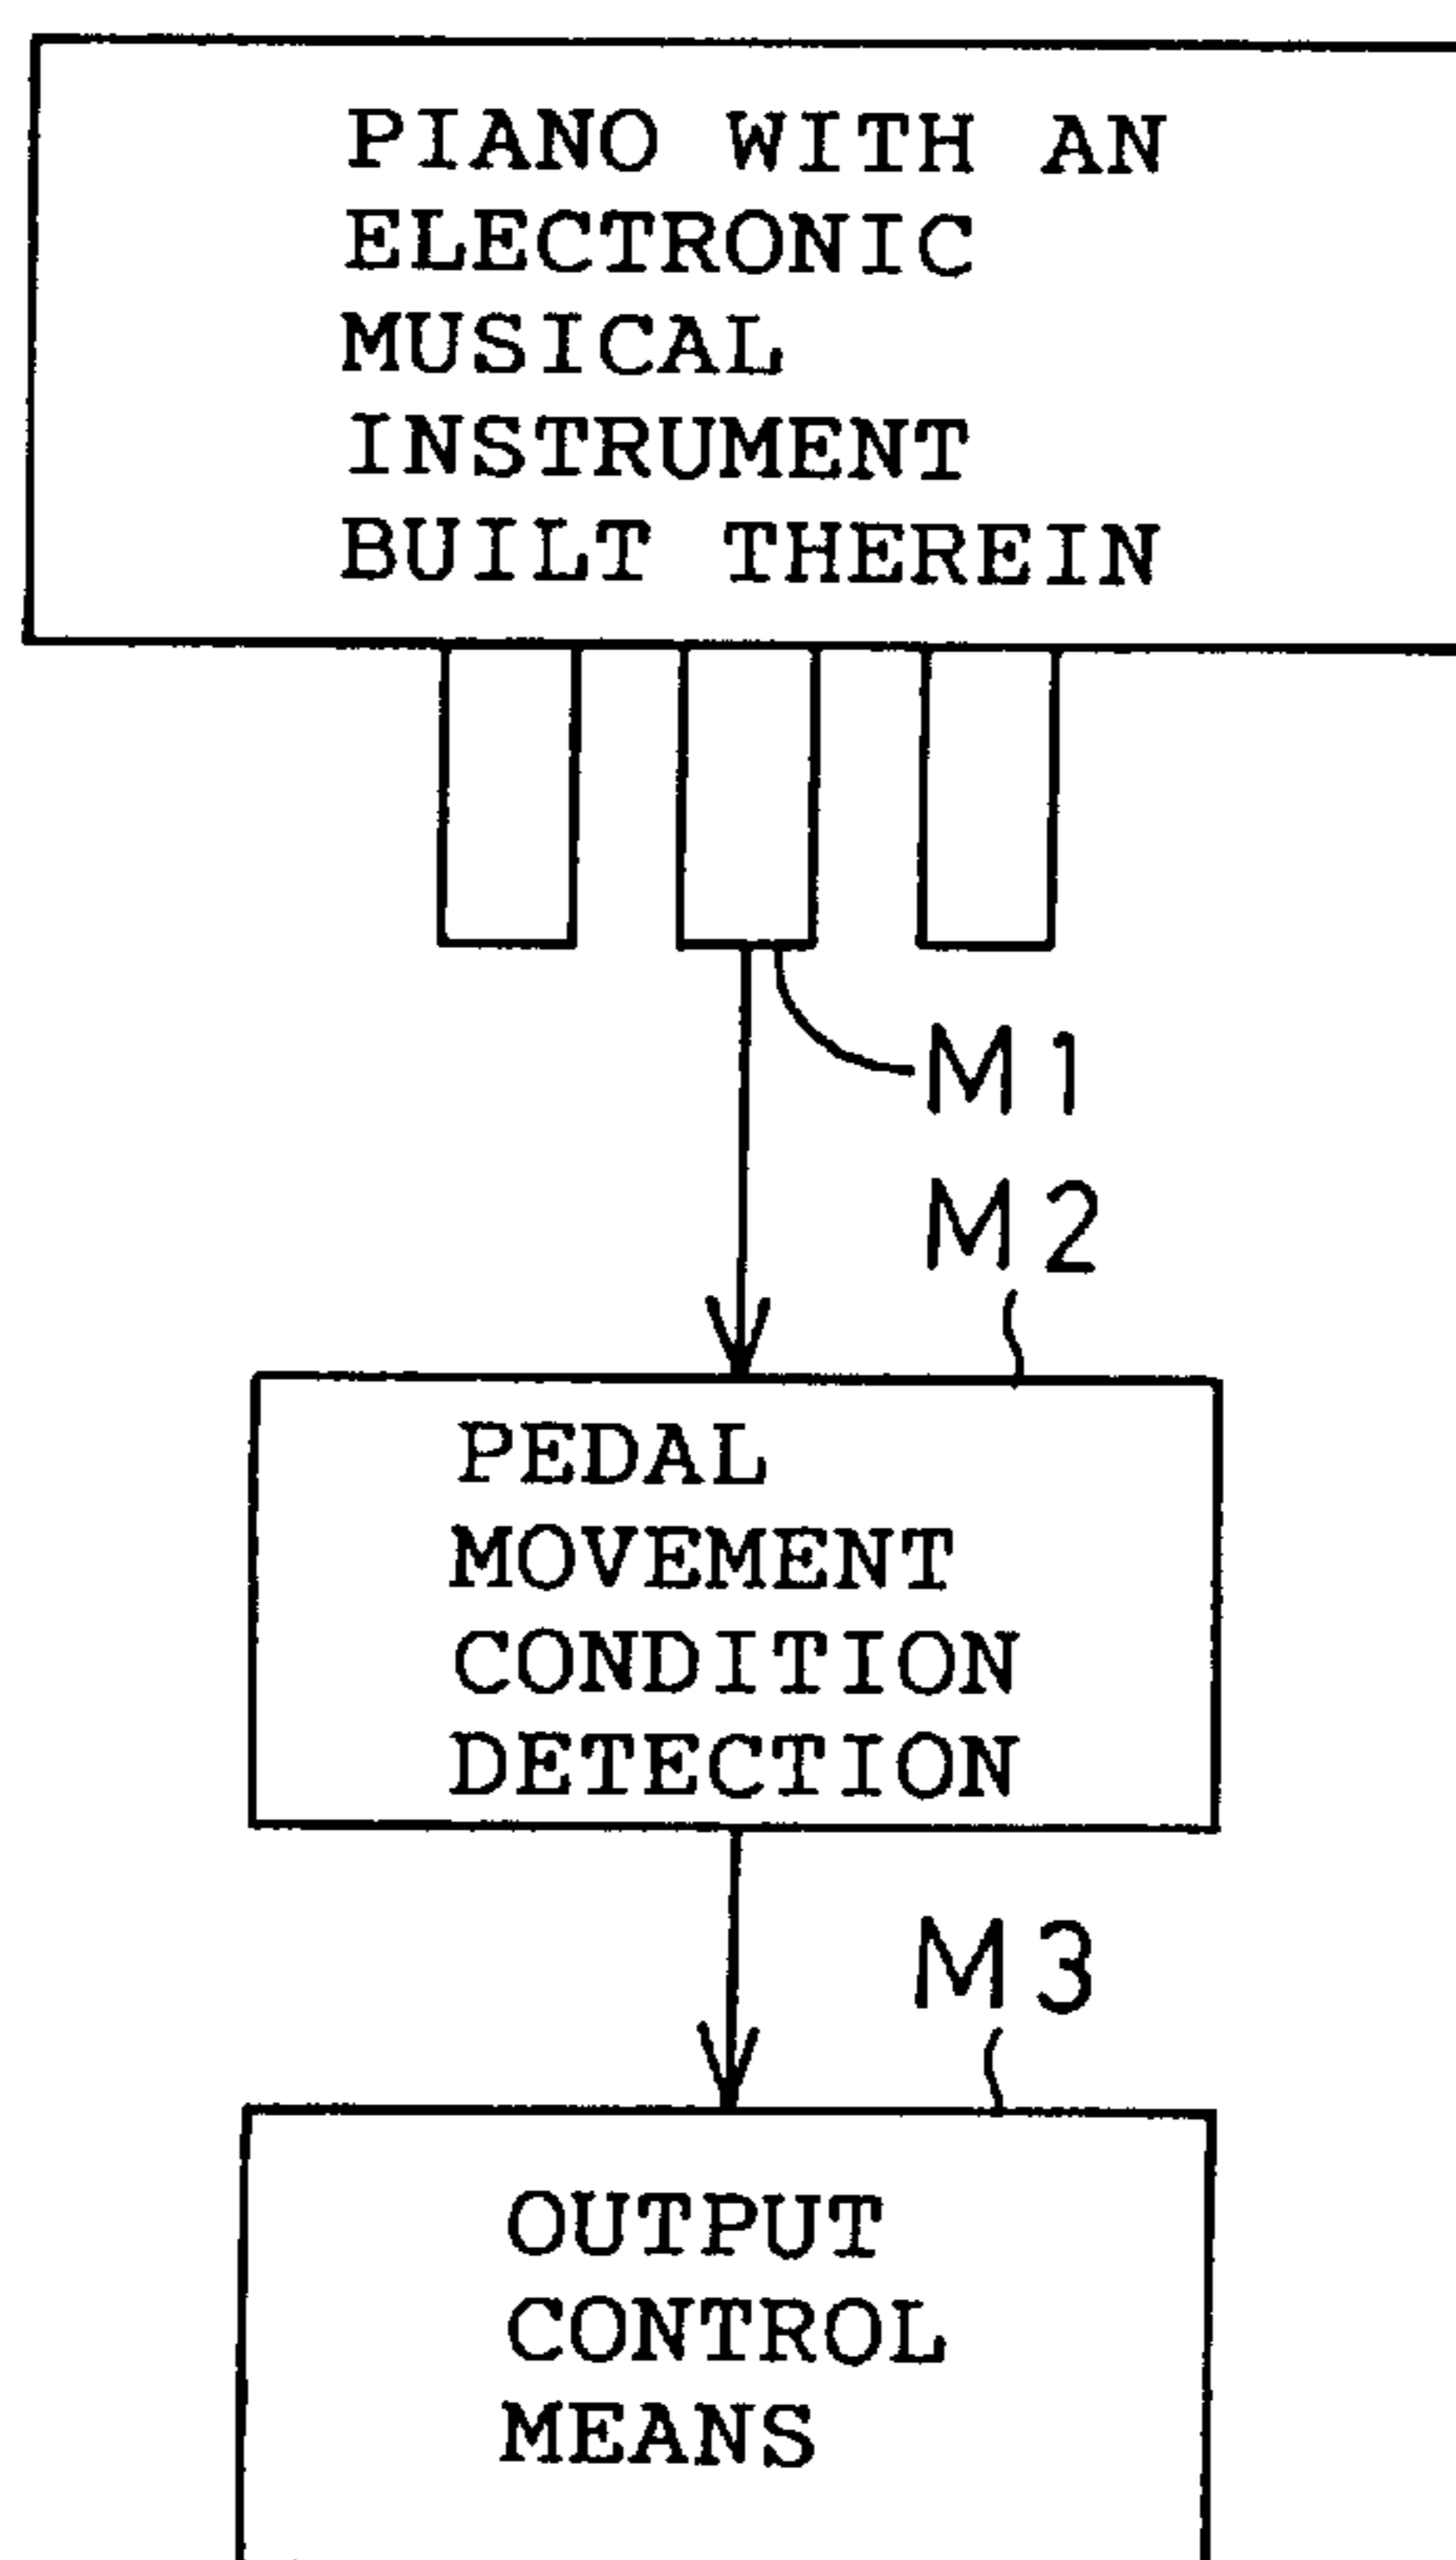 PIANO WITH AN
ELECTRONIC
MUSICAL
INSTRUMENT
BUILT THEREIN
M1
M2
PEDAL
MOVEMENT
CONDITION
DETECTION
M3
OUTPUT
CONTROL
MEANS